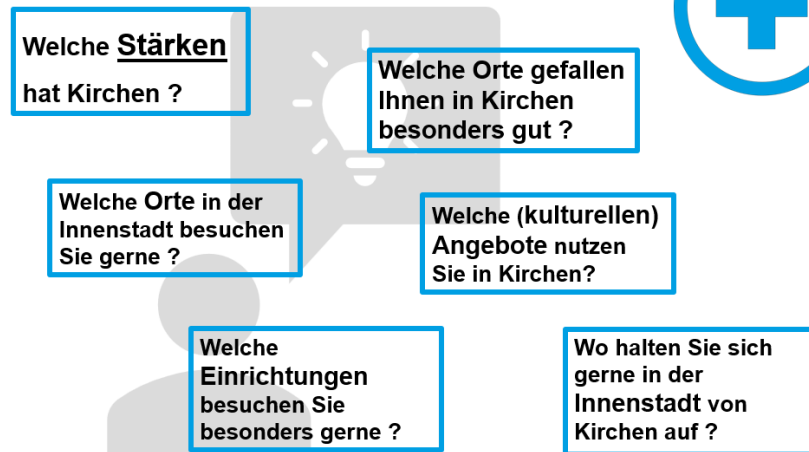 Welche Stärken
hat Kirchen ?
Welche Orte gefallen
Ihnen in Kirchen
besonders gut ?
Welche Orte in der
Innenstadt besuchen
Sie gerne ?
Welche (kulturellen)
Angebote nutzen
Sie in Kirchen?
Welche
Einrichtungen
besuchen Sie
besonders gerne ?
Wo halten Sie sich
gerne in der
Innenstadt von
Kirchen auf ?